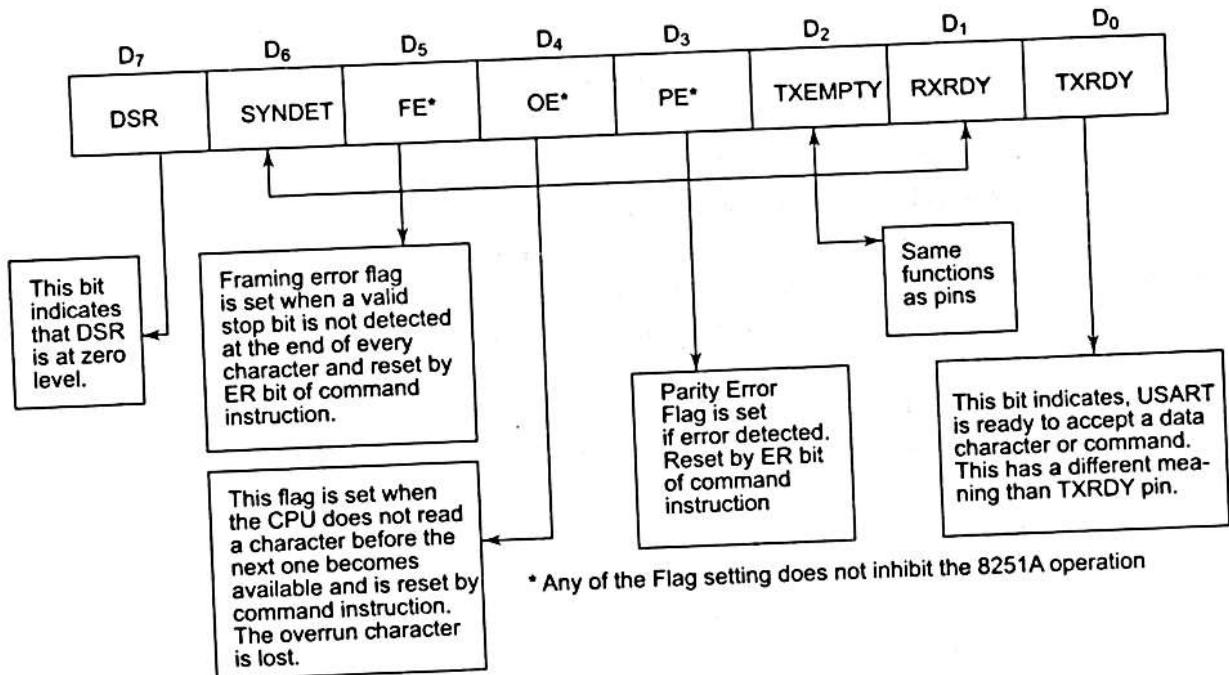 D7 D6 D5 D4 D3 D2 D1 D0
DSR SYNDET FE* OE* PE* TXEMPTY RXRDY TXRDY
This bit
indicates
that DSR
is at zero
level.
Framing error flag
is set when a valid
stop bit is not detected
at the end of every
character and reset by
ER bit of command
instruction.
This flag is set when
the CPU does not read
a character before the
next one becomes
available and is reset by
command instruction.
The overrun character
is lost.
Parity Error
Flag is set
if error detected.
Reset by ER bit
of command
instruction
Same
functions
as pins
This bit indicates, USART
is ready to accept a data
character or command.
This has a different mea-
ning than TXRDY pin.
* Any of the Flag setting does not inhibit the 8251A operation